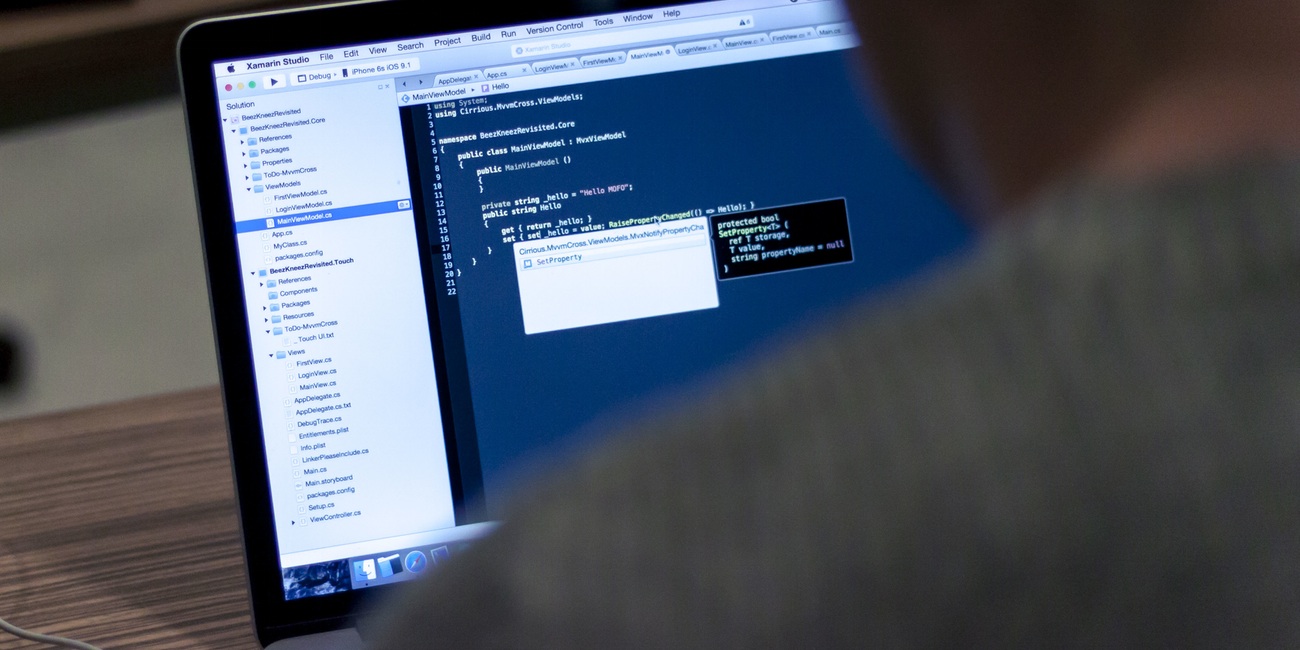 Xamarin Studio File Edit View Search Project Build Run Version Control Tools Window Help
Debug iPhone 6s iOS 9.1
Xamarin Studio
AppDelegat App.cs LoginViewM FirstViewMo MainViewM LoginView.c MainView.cs FirstView.cs Main.cs
MainViewModel Hello
Solution
BeezKneezRevisited
BeezKneezRevisited.Core
References
Packages
Properties
ToDo-MvvmCross
ViewModels
FirstViewModel.cs
LoginViewModel.cs
MainViewModel.cs
App.cs
MyClass.cs
packages.config
BeezKneezRevisited.Touch
References
Components
Packages
Resources
ToDo-MvvmCross
_ Touch UI.txt
Views
FirstView.cs
LoginView.cs
MainView.cs
AppDelegate.cs
AppDelegate.cs.txt
DebugTrace.cs
Entitlements.plist
Info.plist
LinkerPleaseInclude.cs
Main.cs
Main.storyboard
packages.config
Setup.cs
ViewController.cs
1 using System;
2 using Cirrious.MvvmCross.ViewModels;
3
4
5 namespace BeezKneezRevisited.Core
6 {
7 public class MainViewModel : MvxViewModel
8 {
9 public MainViewModel ()
10 {
11 }
12
13 private string _hello = "Hello MOFO";
14 public string Hello
15 {
16 get { return _hello; }
17 set { set _hello = value; RaisePropertyChanged(() => Hello); }
18 }
19 }
20 }
21
22
Cirrious.MvvmCross.ViewModels.MvxNotifyPropertyCha
SetProperty
protected bool
SetProperty<T> (
ref T storage,
T value,
string propertyName = null
)